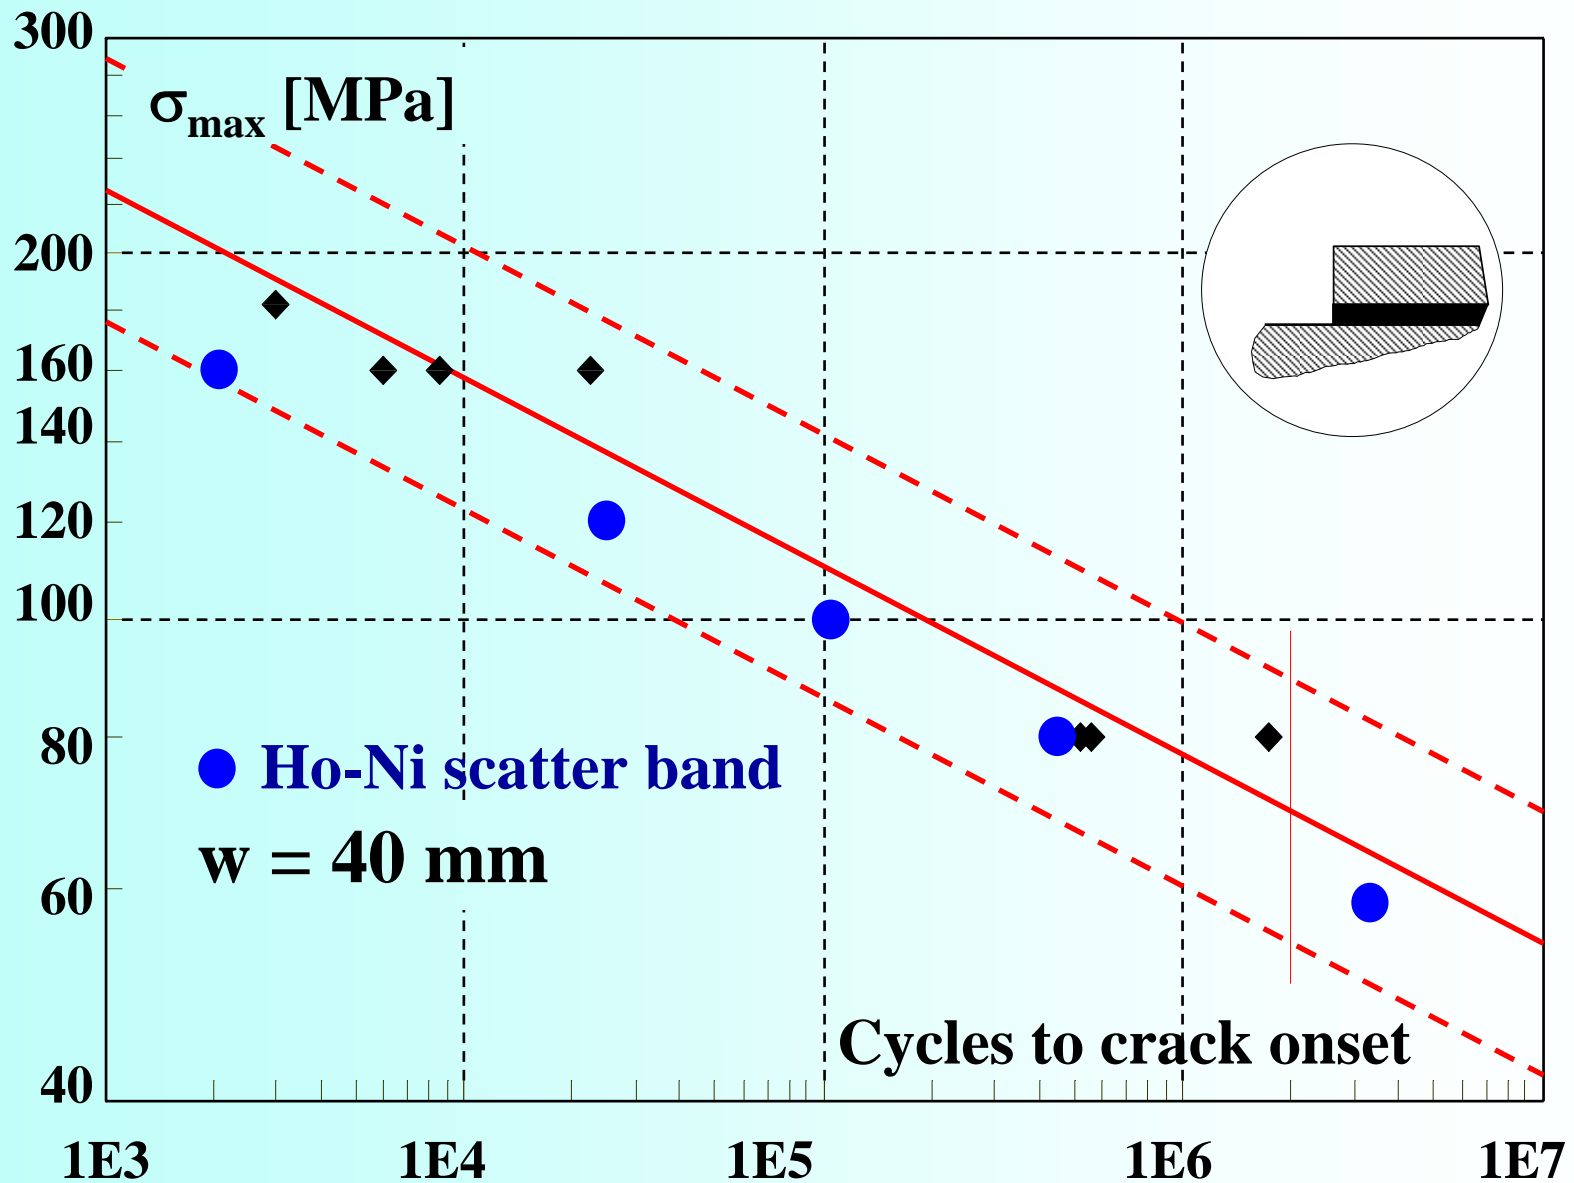 300
σmax [MPa]
200
160
140
120
100
80
Ho-Ni scatter band
w = 40 mm
60
Cycles to crack onset
40
1E3 1E4 1E5 1E6 1E7